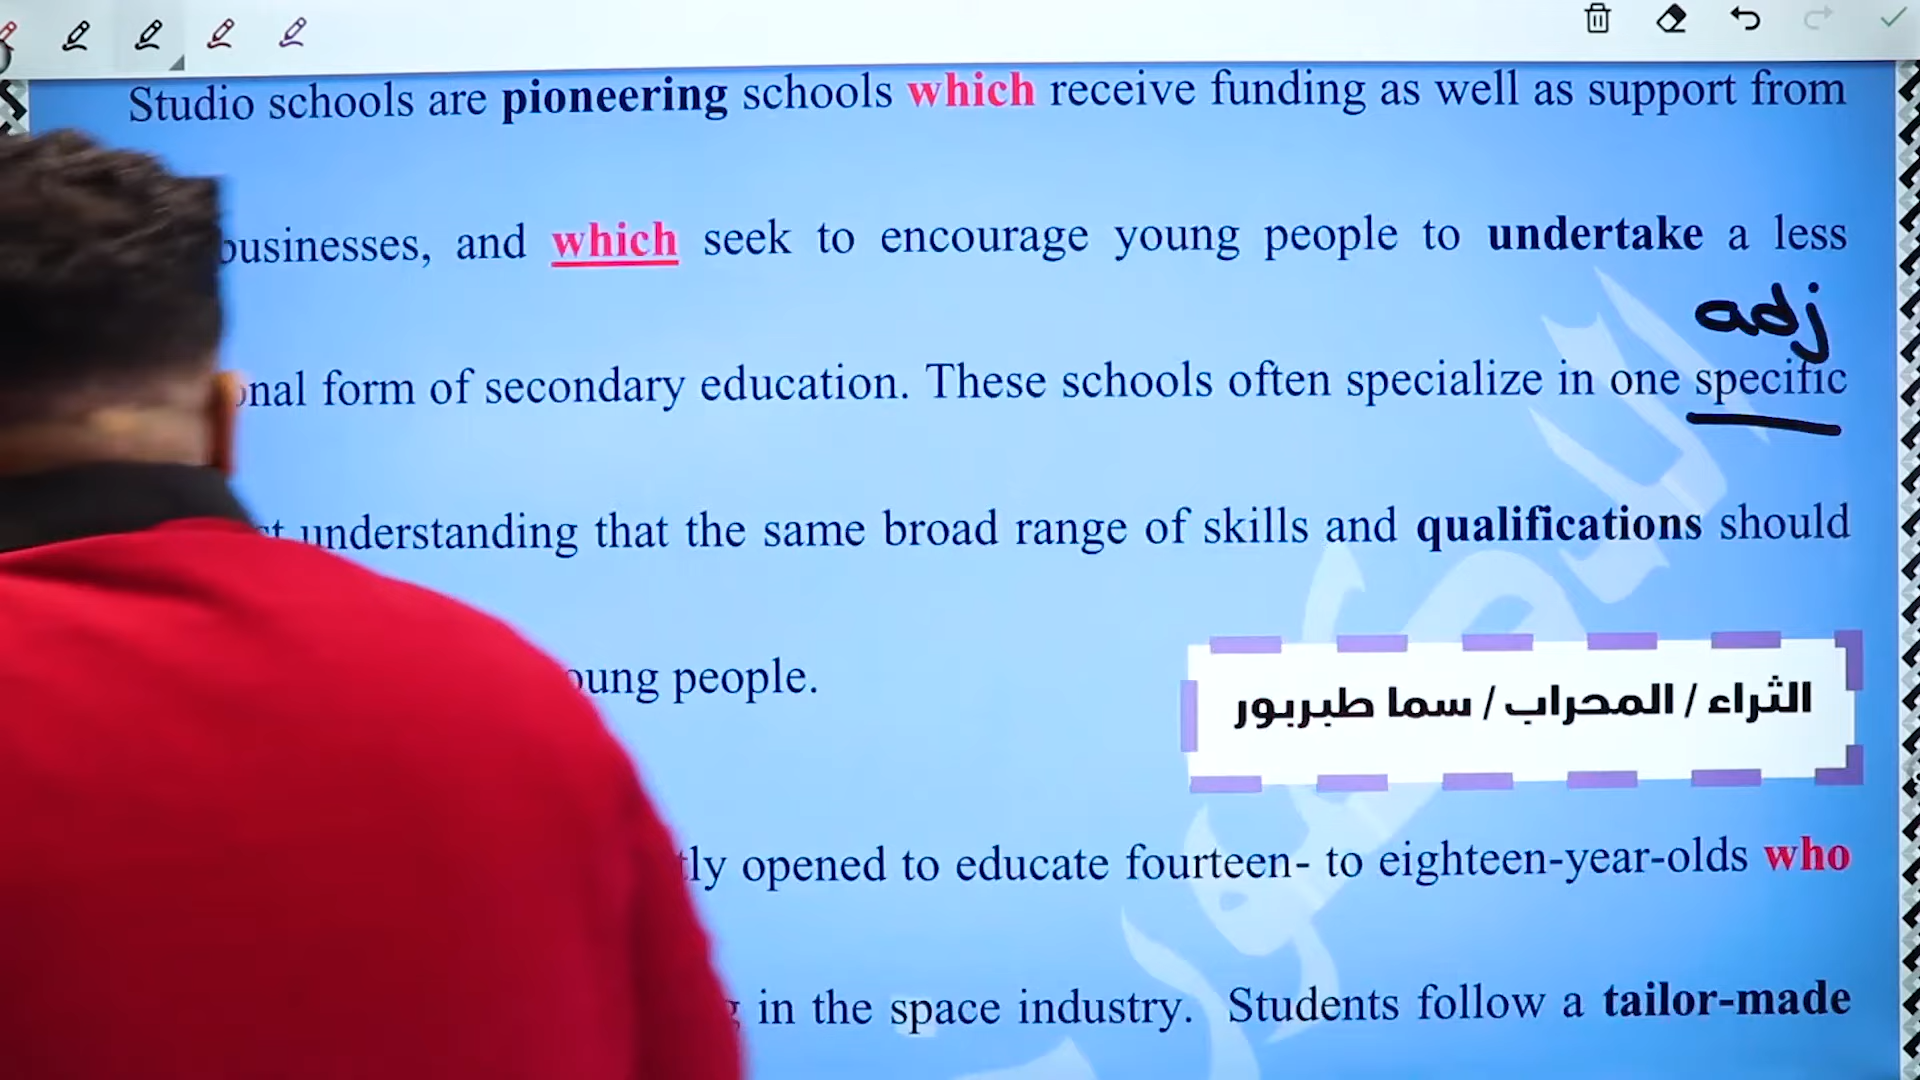 Studio schools are pioneering schools which receive funding as well as support from
businesses, and which seek to encourage young people to undertake a less
adj
form of secondary education. These schools often specialize in one specific
understanding that the same broad range of skills and qualifications should
people.
الثراء / المحراب / سما طبربور
opened to educate fourteen- to eighteen-year-olds who
in the space industry. Students follow a tailor-made